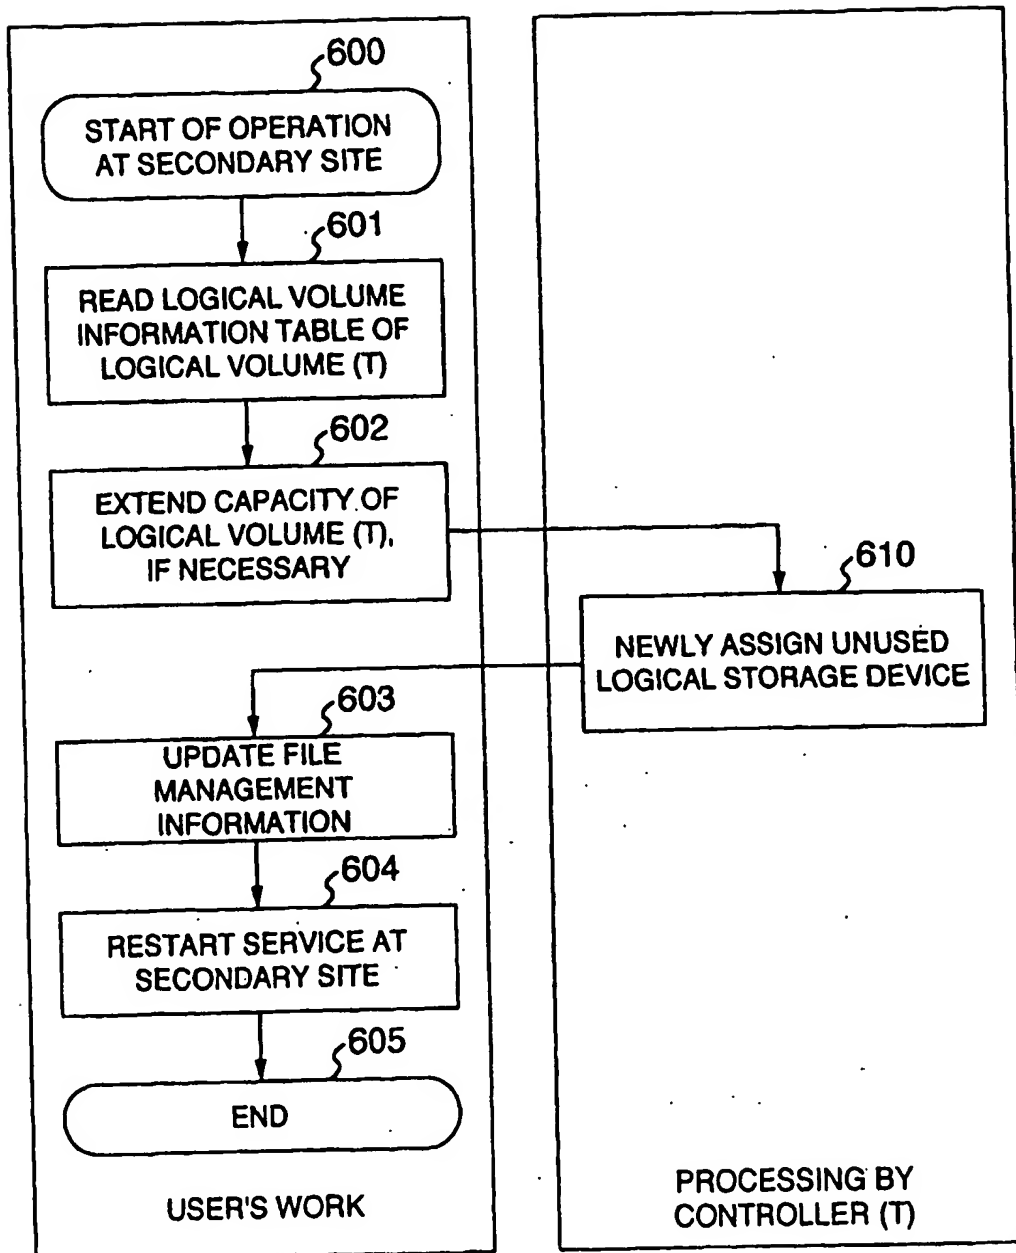 600
START OF OPERATION
AT SECONDARY SITE
601
READ LOGICAL VOLUME
INFORMATION TABLE OF
LOGICAL VOLUME (T)
602
EXTEND CAPACITY OF
LOGICAL VOLUME (T),
IF NECESSARY
610
NEWLY ASSIGN UNUSED
LOGICAL STORAGE DEVICE
603
UPDATE FILE
MANAGEMENT
INFORMATION
604
RESTART SERVICE AT
SECONDARY SITE
605
END
USER'S WORK
PROCESSING BY
CONTROLLER (T)